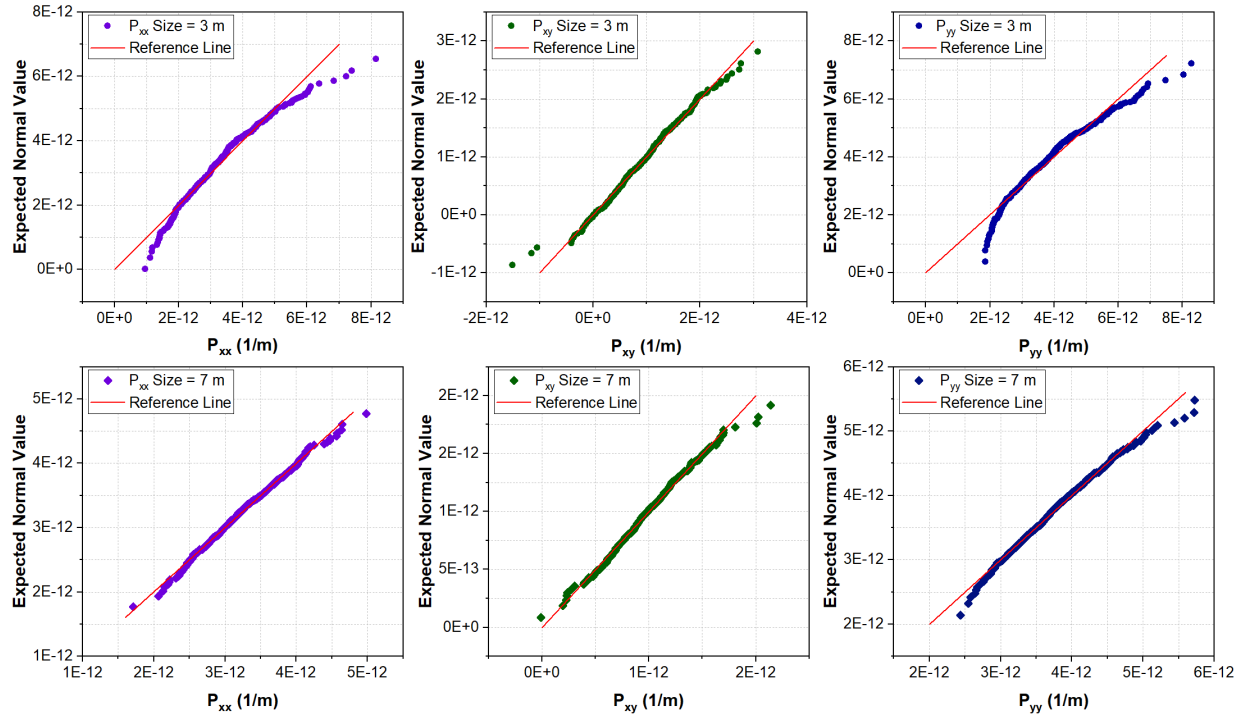 8E-12
6E-12
4E-12
2E-12
0E+0
Expected Normal Value
Pxx Size = 3 m
Reference Line
0E+0 2E-12 4E-12 6E-12 8E-12
Pxx (1/m)
3E-12
2E-12
1E-12
0E+0
-1E-12
Expected Normal Value
Pxy Size = 3 m
Reference Line
-2E-12 0E+0 2E-12 4E-12
Pxy (1/m)
8E-12
6E-12
4E-12
2E-12
0E+0
Expected Normal Value
Pyy Size = 3 m
Reference Line
0E+0 2E-12 4E-12 6E-12 8E-12
Pyy (1/m)
5E-12
4E-12
3E-12
2E-12
1E-12
Expected Normal Value
Pxx Size = 7 m
Reference Line
1E-12 2E-12 3E-12 4E-12 5E-12
Pxx (1/m)
2E-12
2E-12
1E-12
5E-13
0E+0
Expected Normal Value
Pxy Size = 7 m
Reference Line
0E+0 1E-12 2E-12
Pxy (1/m)
6E-12
5E-12
4E-12
3E-12
2E-12
Expected Normal Value
Pyy Size = 7 m
Reference Line
2E-12 3E-12 4E-12 5E-12 6E-12
Pyy (1/m)